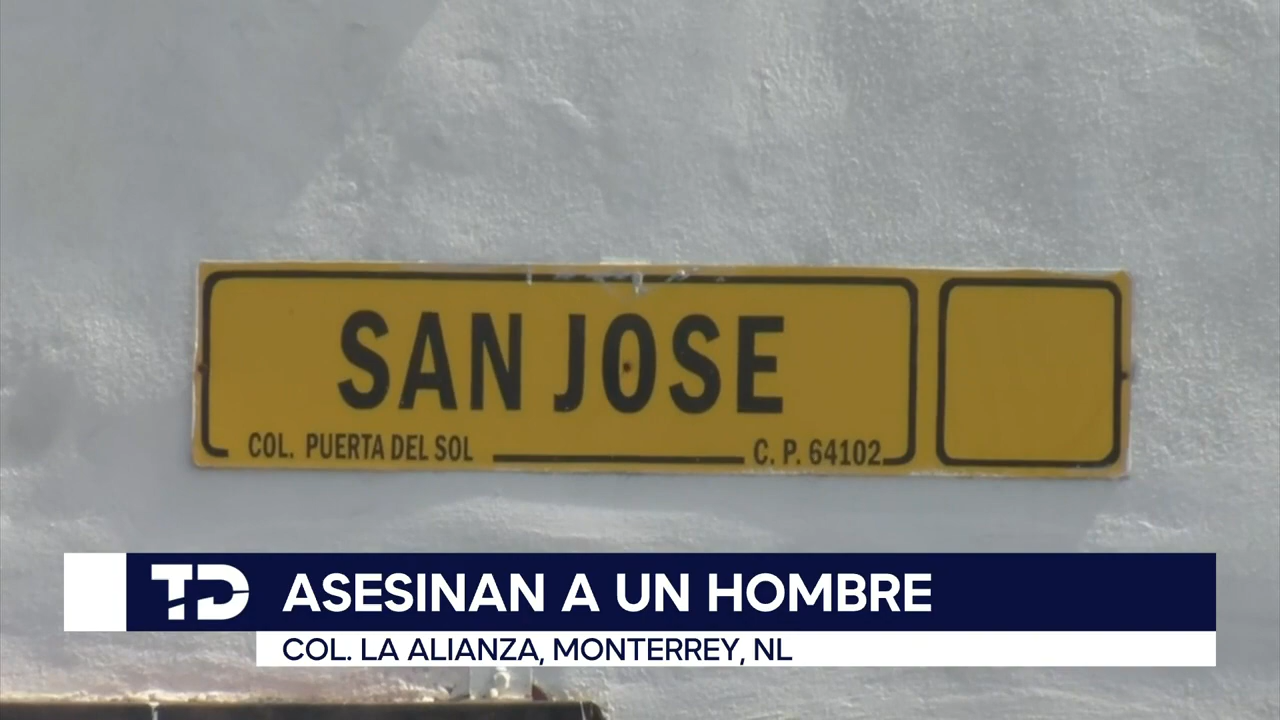 SAN JOSE
COL. PUERTA DEL SOL C. P. 64102
TD ASESINAN A UN HOMBRE
COL. LA ALIANZA, MONTERREY, NL